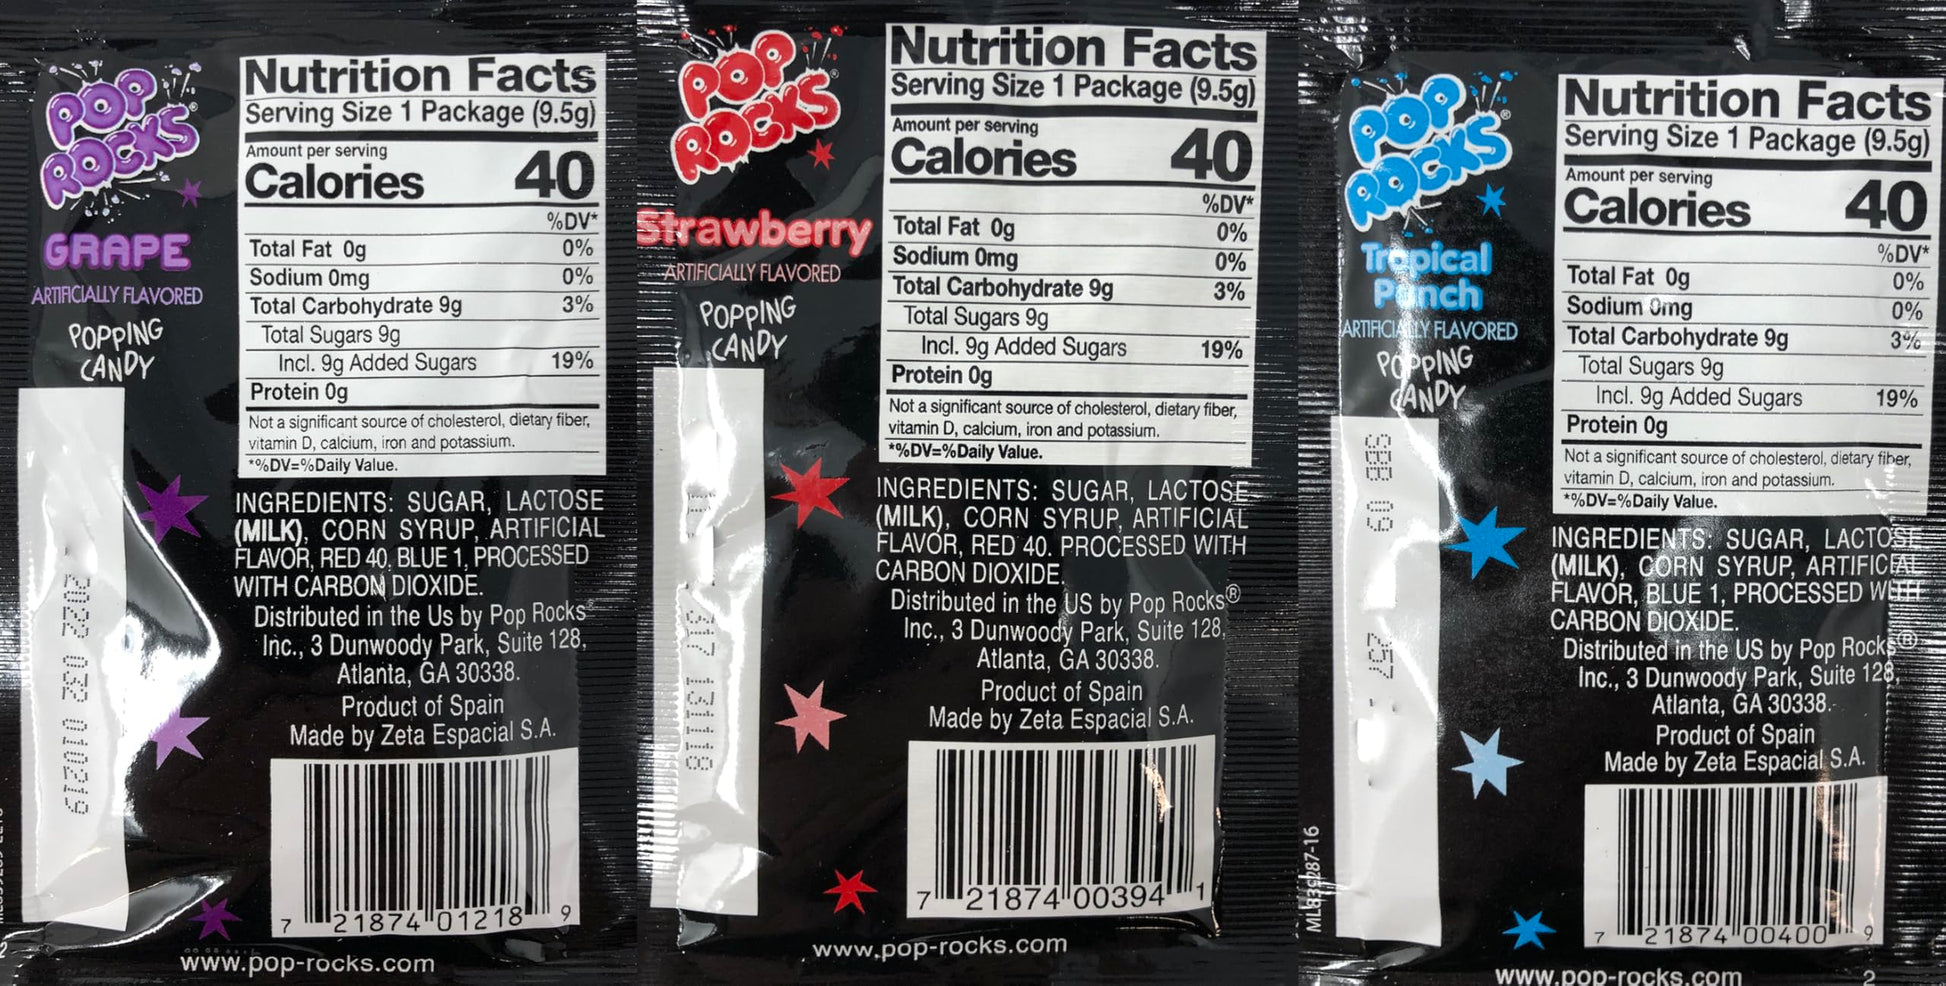 POP
ROCKS®
GRAPE
ARTIFICIALLY FLAVORED
POPPING
CANDY
Nutrition Facts
Serving Size 1 Package (9.5g)
Amount per serving
Calories 40
%DV*
Total Fat 0g 0%
Sodium 0mg 0%
Total Carbohydrate 9g 3%
Total Sugars 9g
Incl. 9g Added Sugars 19%
Protein 0g
Not a significant source of cholesterol, dietary fiber,
vitamin D, calcium, iron and potassium.
*%DV=%Daily Value.
INGREDIENTS: SUGAR, LACTOSE
(MILK), CORN SYRUP, ARTIFICIAL
FLAVOR, RED 40. BLUE 1, PROCESSED
WITH CARBON DIOXIDE.
Distributed in the Us by Pop Rocks®
Inc., 3 Dunwoody Park, Suite 128,
Atlanta, GA 30338.
Product of Spain
Made by Zeta Espacial S.A.
2022 032 010219
7 21874 01218 9
www.pop-rocks.com
POP
ROCKS®
Strawberry
ARTIFICIALLY FLAVORED
POPPING
CANDY
Nutrition Facts
Serving Size 1 Package (9.5g)
Amount per serving
Calories 40
%DV*
Total Fat 0g 0%
Sodium 0mg 0%
Total Carbohydrate 9g 3%
Total Sugars 9g
Incl. 9g Added Sugars 19%
Protein 0g
Not a significant source of cholesterol, dietary fiber,
vitamin D, calcium, iron and potassium.
*%DV=%Daily Value.
INGREDIENTS: SUGAR, LACTOSE
(MILK), CORN SYRUP, ARTIFICIAL
FLAVOR, RED 40. PROCESSED WITH
CARBON DIOXIDE.
Distributed in the US by Pop Rocks®
Inc., 3 Dunwoody Park, Suite 128,
Atlanta, GA 30338.
Product of Spain
Made by Zeta Espacial S.A.
7 21874 00394 1
www.pop-rocks.com
POP
ROCKS®
Tropical
Punch
ARTIFICIALLY FLAVORED
POPPING
CANDY
Nutrition Facts
Serving Size 1 Package (9.5g)
Amount per serving
Calories 40
%DV*
Total Fat 0g 0%
Sodium 0mg 0%
Total Carbohydrate 9g 3%
Total Sugars 9g
Incl. 9g Added Sugars 19%
Protein 0g
Not a significant source of cholesterol, dietary fiber,
vitamin D, calcium, iron and potassium.
*%DV=%Daily Value.
INGREDIENTS: SUGAR, LACTOSE
(MILK), CORN SYRUP, ARTIFICIAL
FLAVOR, BLUE 1, PROCESSED WITH
CARBON DIOXIDE.
Distributed in the US by Pop Rocks®
Inc., 3 Dunwoody Park, Suite 128,
Atlanta, GA 30338.
Product of Spain
Made by Zeta Espacial S.A.
ML839287-16
7 21874 00400 9
www.pop-rocks.com
2